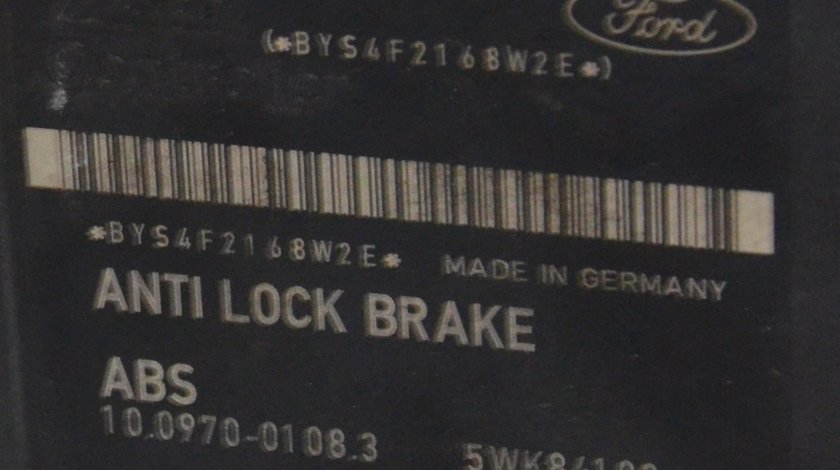 Ford
(*BYS4F2168W2E*)
*BYS4F2168W2E*
MADE IN GERMANY
ANTI LOCK BRAKE
ABS
10.0970-0108.3